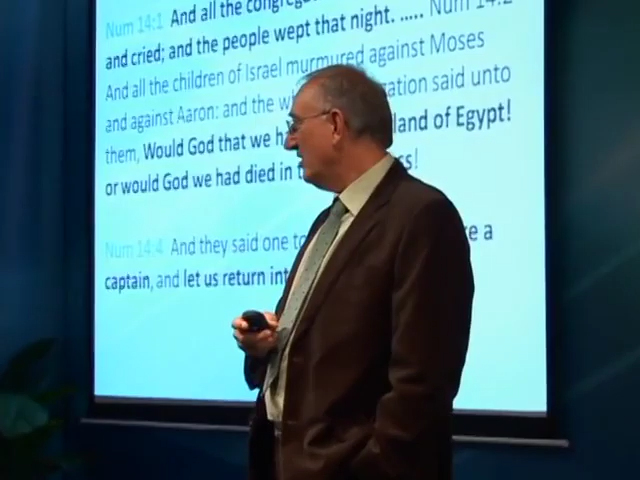 Num 14:1 And all the congreg
and cried; and the people wept that night. ..... Num 14:2
And all the children of Israel murmured against Moses
and against Aaron: and the w ation said unto
them, Would God that we ha land of Egypt!
or would God we had died in t s!
Num 14:4 And they said one to e a
captain, and let us return int